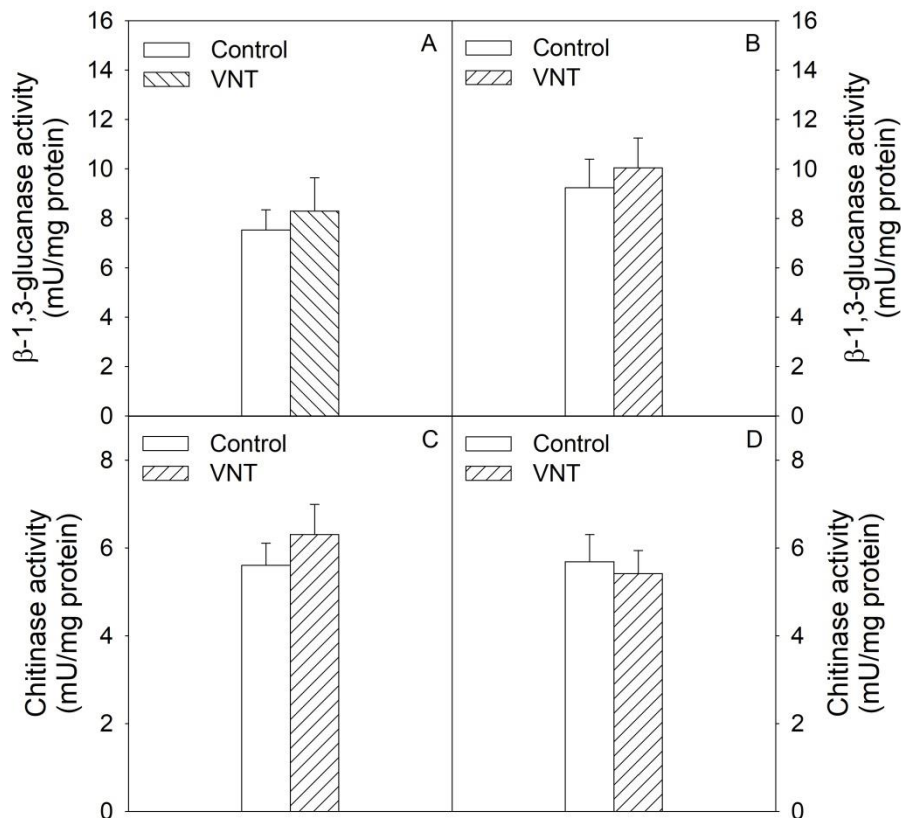 16
14
12
10
8
6
4
2
0
β-1,3-glucanase activity
(mU/mg protein)
Control
VNT
A
Control
VNT
B
16
14
12
10
8
6
4
2
0
β-1,3-glucanase activity
(mU/mg protein)
8
6
4
2
0
Chitinase activity
(mU/mg protein)
Control
VNT
C
Control
VNT
D
8
6
4
2
0
Chitinase activity
(mU/mg protein)